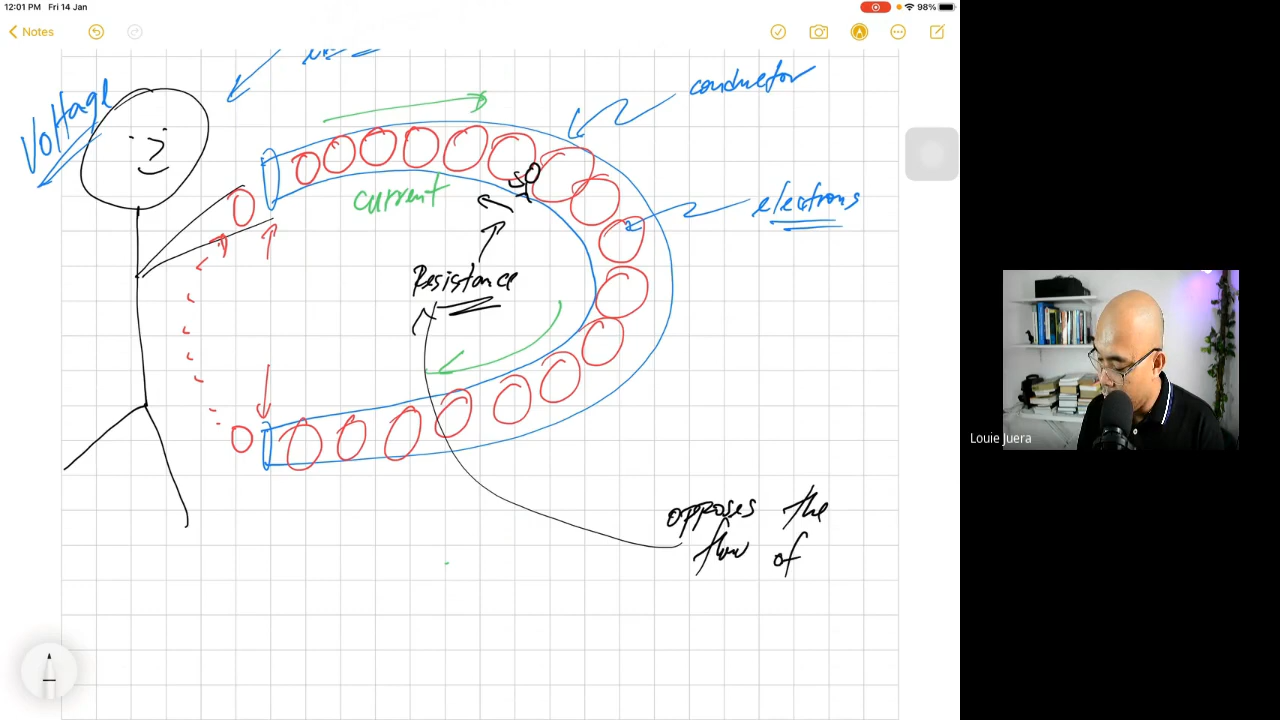 12:01 PM Fri 14 Jan
98%
Notes
Voltage
conductor
current
electrons
Resistance
opposes the
flow of
Louie Juera